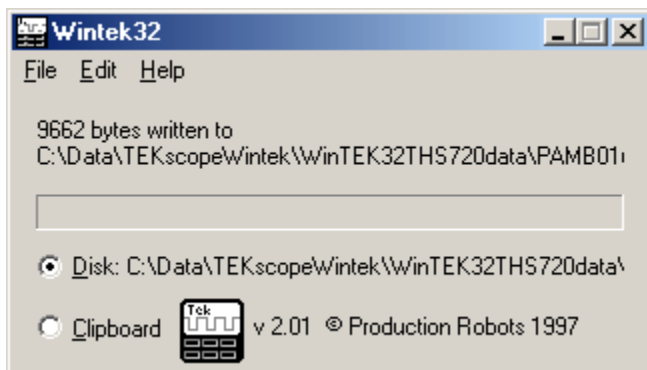 Wintek32
File Edit Help
9662 bytes written to
C:\Data\TEKscopeWintek\WinTEK32THS720data\PAMB01
Disk: C:\Data\TEKscopeWintek\WinTEK32THS720data\
Clipboard Tek v 2.01 © Production Robots 1997